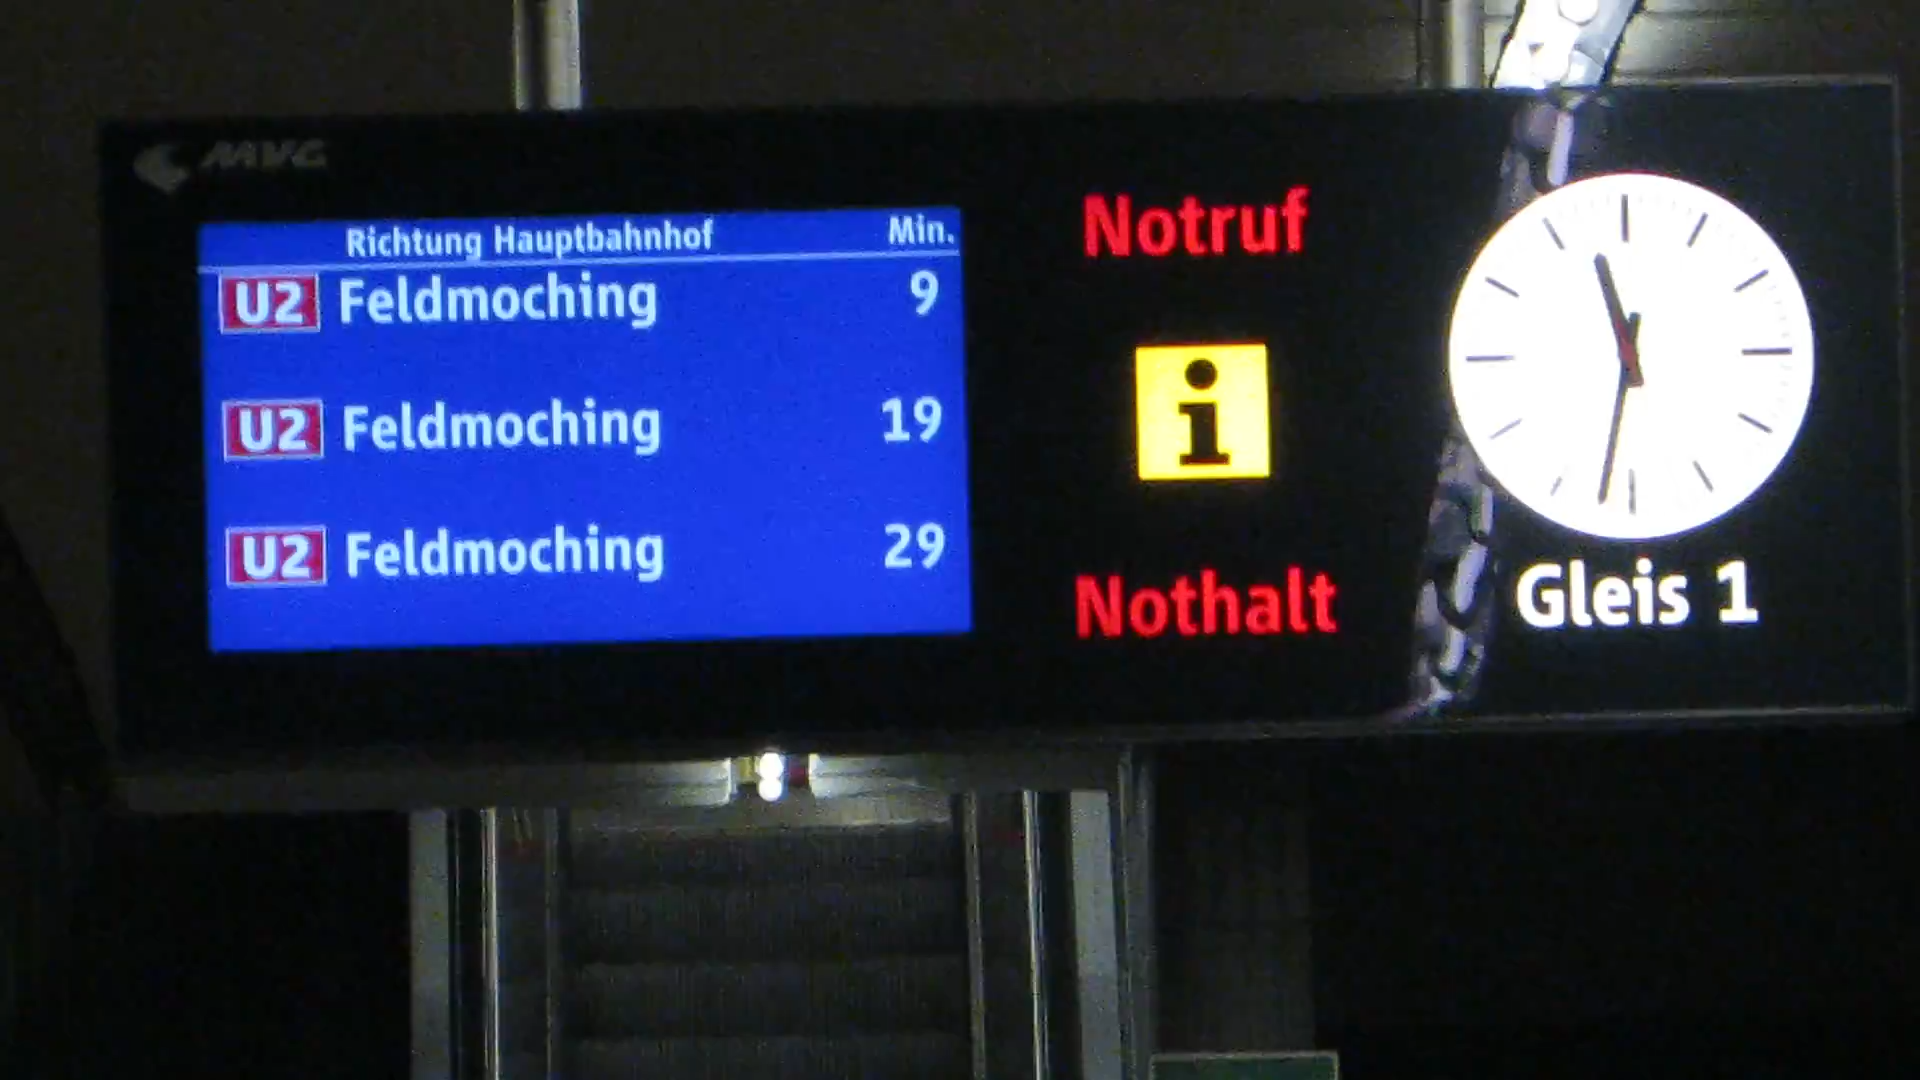 MVG
Richtung Hauptbahnhof Min.
U2 Feldmoching 9
U2 Feldmoching 19
U2 Feldmoching 29
Notruf
i
Nothalt
Gleis 1